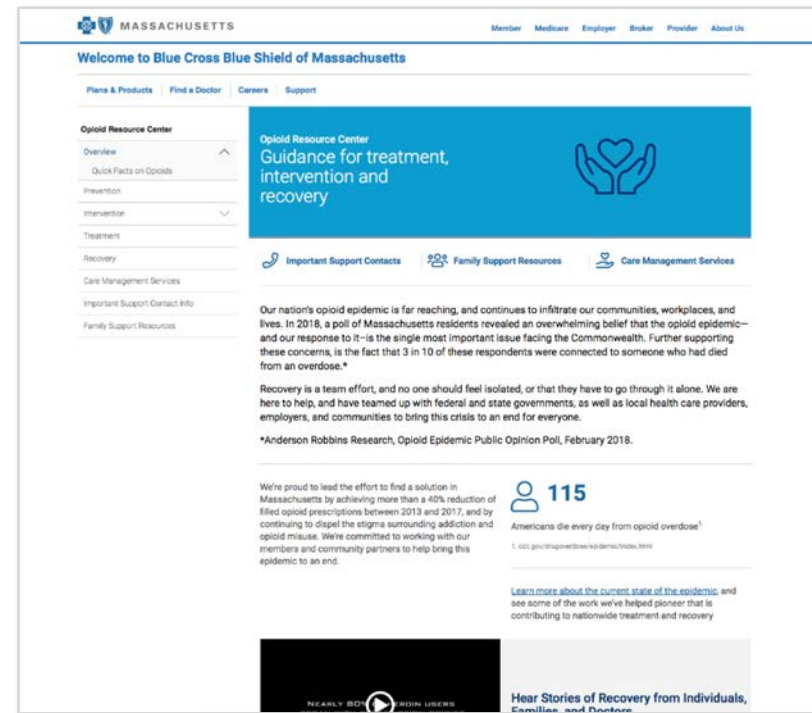 MASSACHUSETTS
Member Medicare Employer Broker Provider About Us
Welcome to Blue Cross Blue Shield of Massachusetts
Plans & Products Find a Doctor Careers Support
Opioid Resource Center
Overview
Quick Facts on Opioids
Prevention
Intervention
Treatment
Recovery
Care Management Services
Important Support Contact Info
Family Support Resources
Opioid Resource Center
Guidance for treatment,
intervention and
recovery
Important Support Contacts
Family Support Resources
Care Management Services
Our nation's opioid epidemic is far reaching, and continues to infiltrate our communities, workplaces, and
lives. In 2018, a poll of Massachusetts residents revealed an overwhelming belief that the opioid epidemic—
and our response to it–is the single most important issue facing the Commonwealth. Further supporting
these concerns, is the fact that 3 in 10 of these respondents were connected to someone who had died
from an overdose.*
Recovery is a team effort, and no one should feel isolated, or that they have to go through it alone. We are
here to help, and have teamed up with federal and state governments, as well as local health care providers,
employers, and communities to bring this crisis to an end for everyone.
*Anderson Robbins Research, Opioid Epidemic Public Opinion Poll, February 2018.
We're proud to lead the effort to find a solution in
Massachusetts by achieving more than a 40% reduction of
filled opioid prescriptions between 2013 and 2017, and by
continuing to dispel the stigma surrounding addiction and
opioid misuse. We're committed to working with our
members and community partners to help bring this
epidemic to an end.
115
Americans die every day from opioid overdose¹
1. cdc.gov/drugoverdose/epidemic/index.html
Learn more about the current state of the epidemic, and
see some of the work we've helped pioneer that is
contributing to nationwide treatment and recovery
NEARLY 80% HEROIN USERS
Hear Stories of Recovery from Individuals,
Families, and Doctors